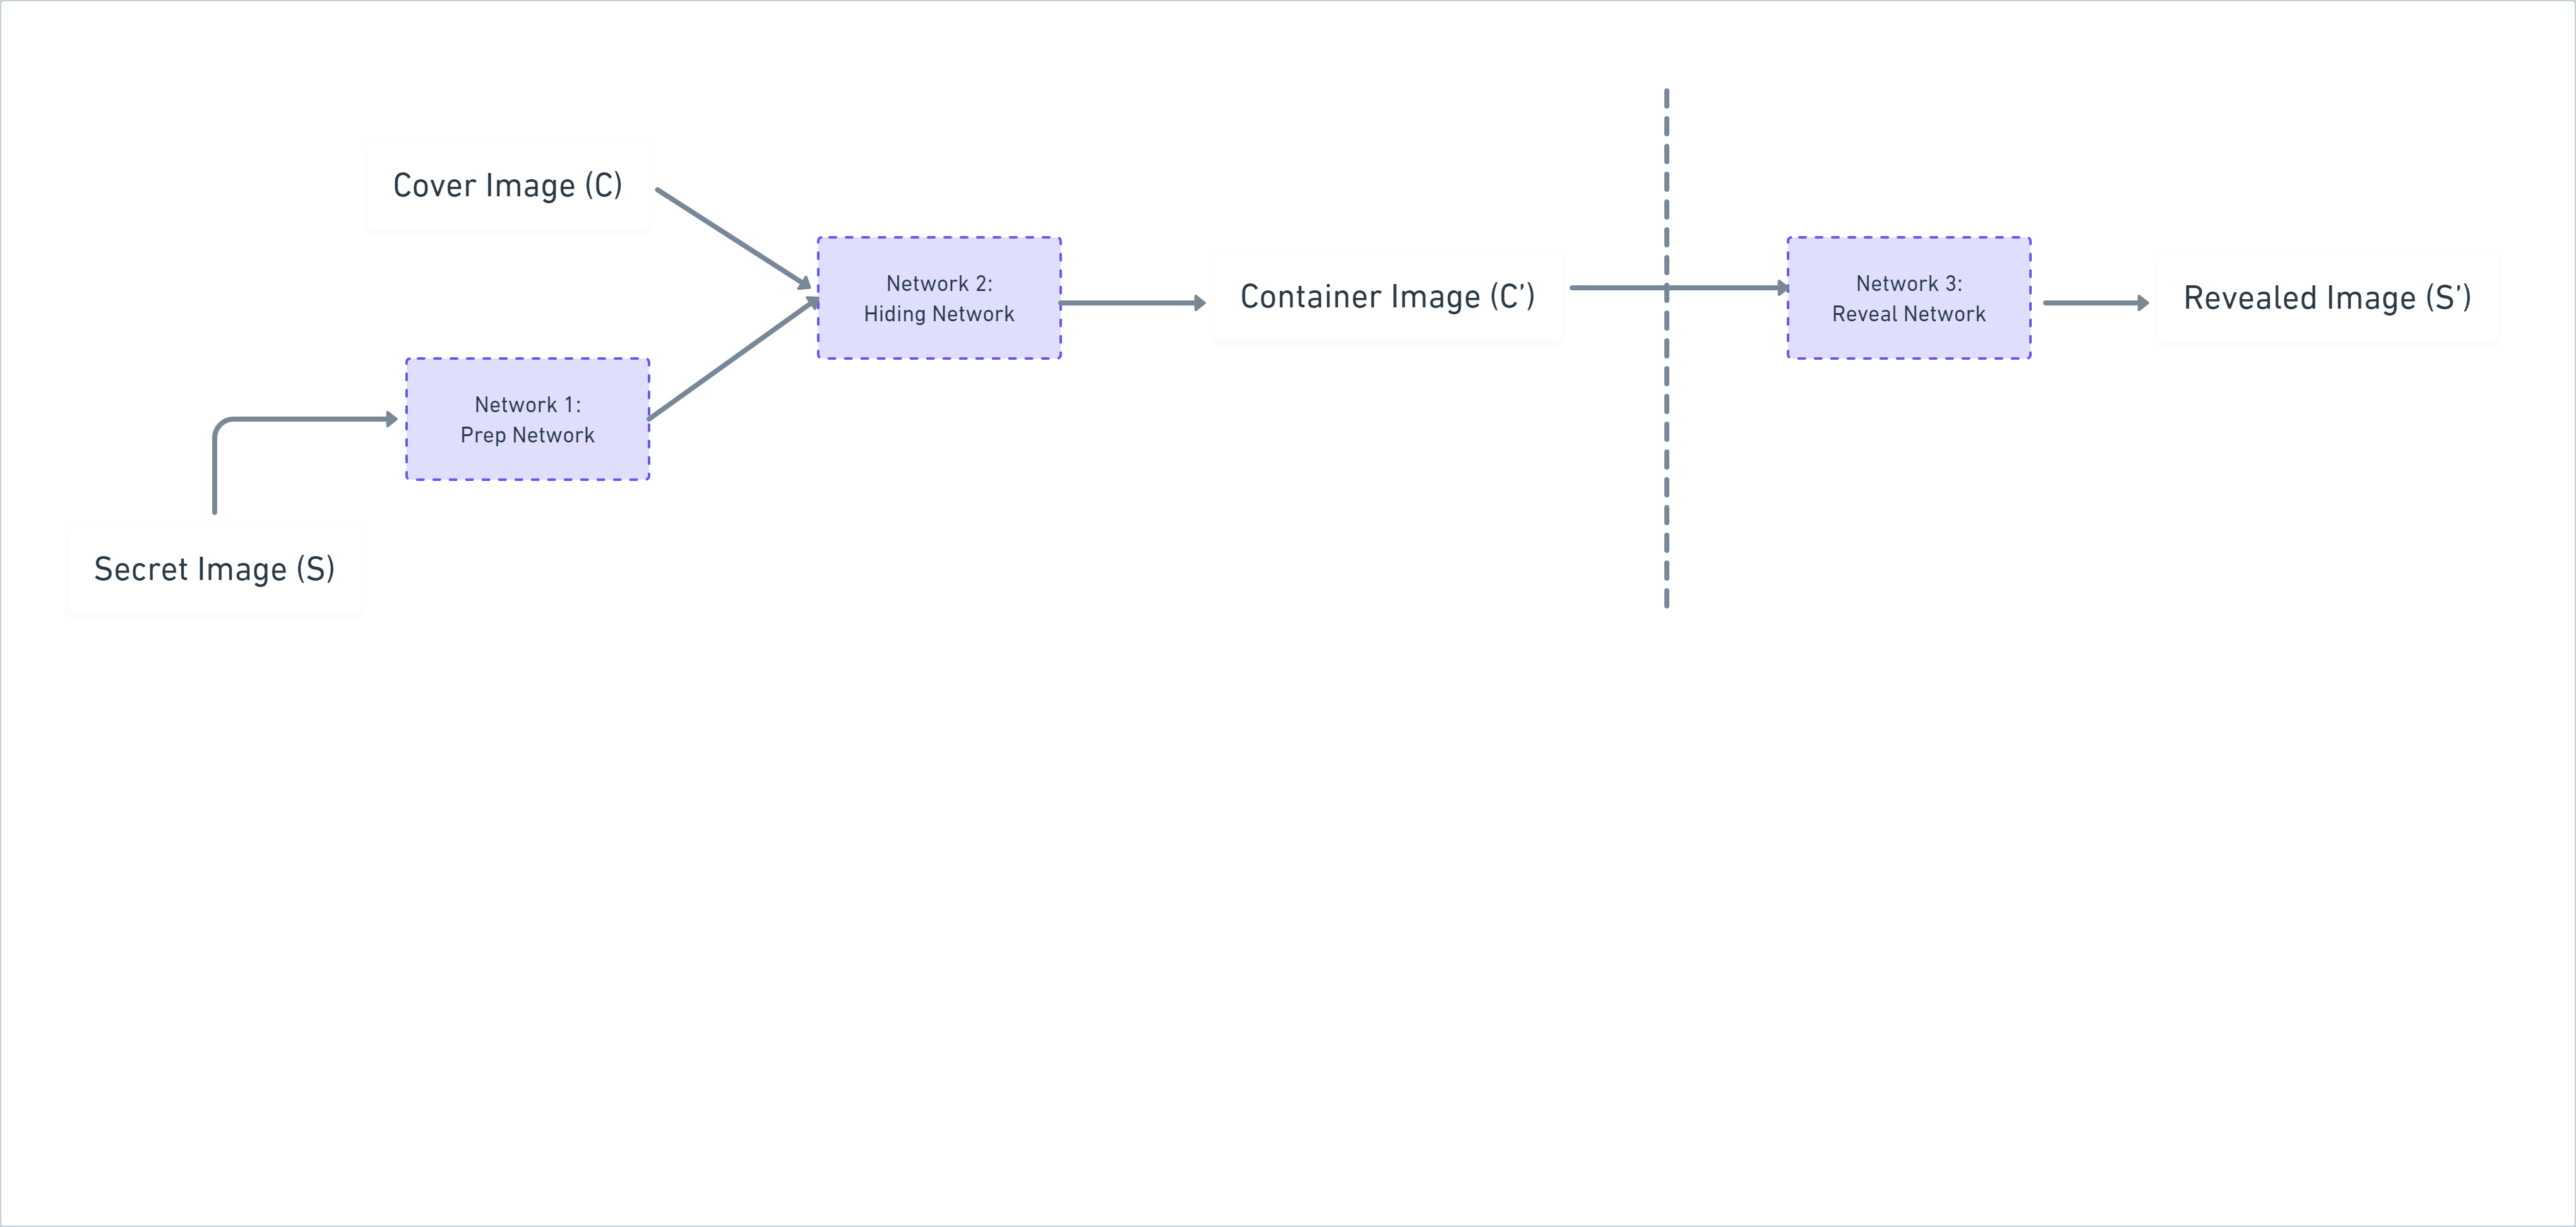 Cover Image (C)
Network 2:
Hiding Network
Container Image (C’)
Network 3:
Reveal Network
Revealed Image (S’)
Network 1:
Prep Network
Secret Image (S)